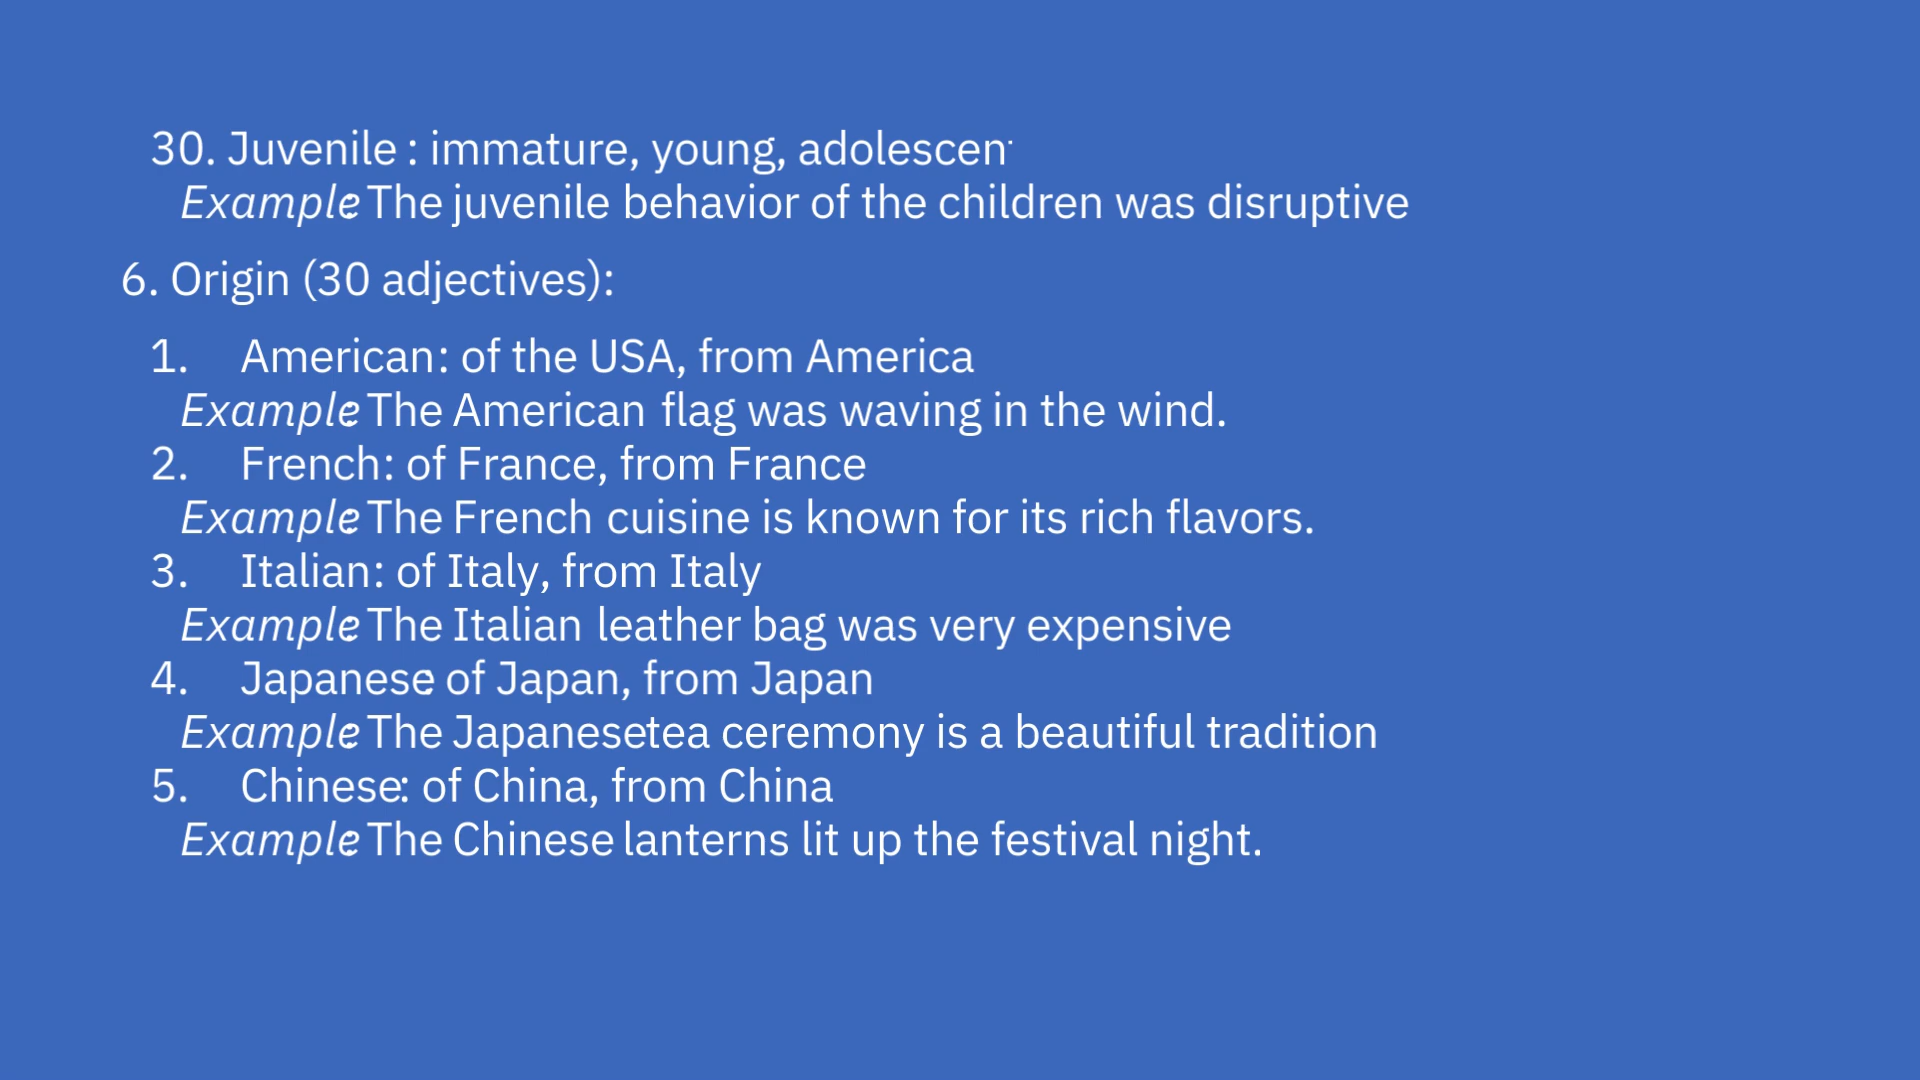 30. Juvenile : immature, young, adolescent
Example: The juvenile behavior of the children was disruptive
6. Origin (30 adjectives):
1. American: of the USA, from America
Example: The American flag was waving in the wind.
2. French: of France, from France
Example: The French cuisine is known for its rich flavors.
3. Italian: of Italy, from Italy
Example: The Italian leather bag was very expensive
4. Japanese: of Japan, from Japan
Example: The Japanese tea ceremony is a beautiful tradition
5. Chinese: of China, from China
Example: The Chinese lanterns lit up the festival night.